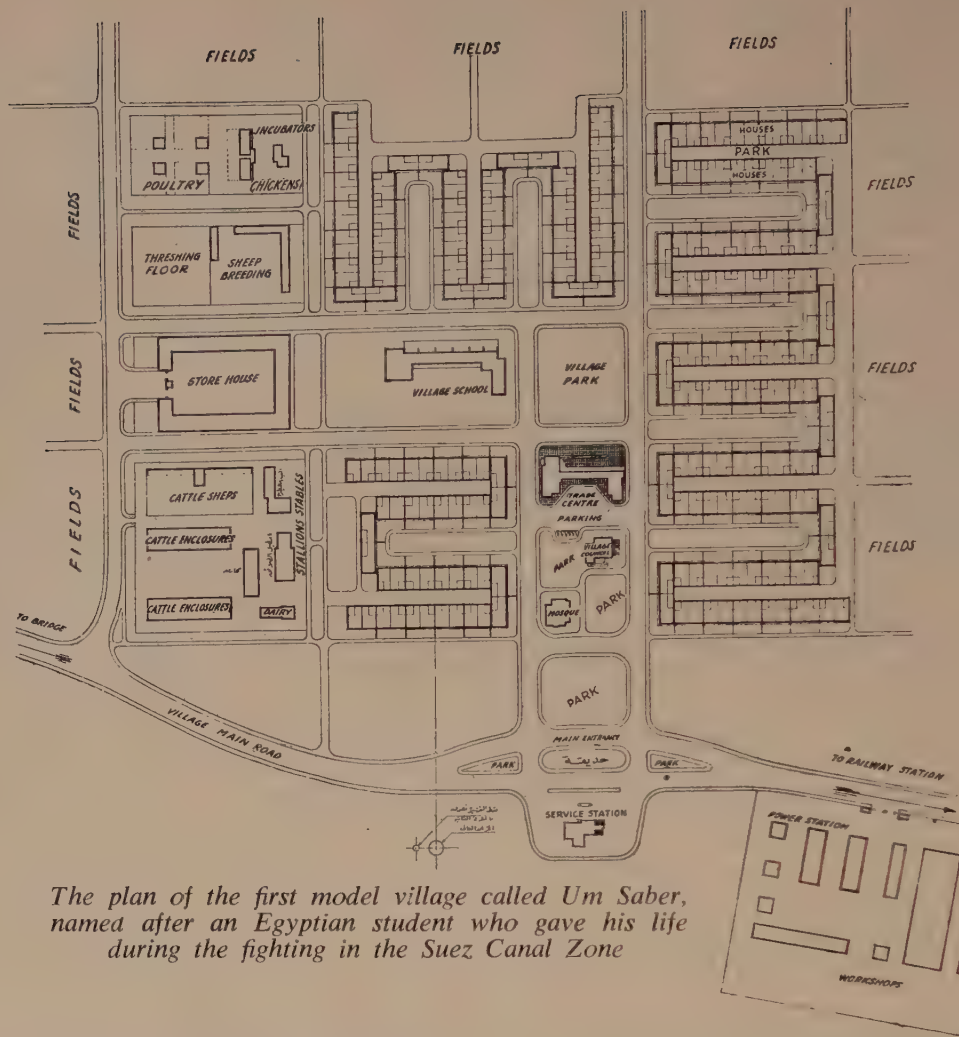 FIELDS
FIELDS
FIELDS
INCUBATORS
POULTRY
CHICKENS
HOUSES
PARK
HOUSES
FIELDS
FIELDS
THRESHING
FLOOR
SHEEP
BREEDING
FIELDS
STORE HOUSE
VILLAGE SCHOOL
VILLAGE
PARK
FIELDS
FIELDS
CATTLE SHEPS
STALLIONS STABLES
CATTLE ENCLOSURES
CATTLE ENCLOSURES
DAIRY
TRADE
CENTRE
PARKING
PARK
VILLAGE
COUNCIL
PARK
MOSQUE
FIELDS
TO BRIDGE
VILLAGE MAIN ROAD
PARK
MAIN ENTRANCE
PARK
حديقة
PARK
TO RAILWAY STATION
SERVICE STATION
POWER STATION
WORKSHOPS
The plan of the first model village called Um Saber,
named after an Egyptian student who gave his life
during the fighting in the Suez Canal Zone